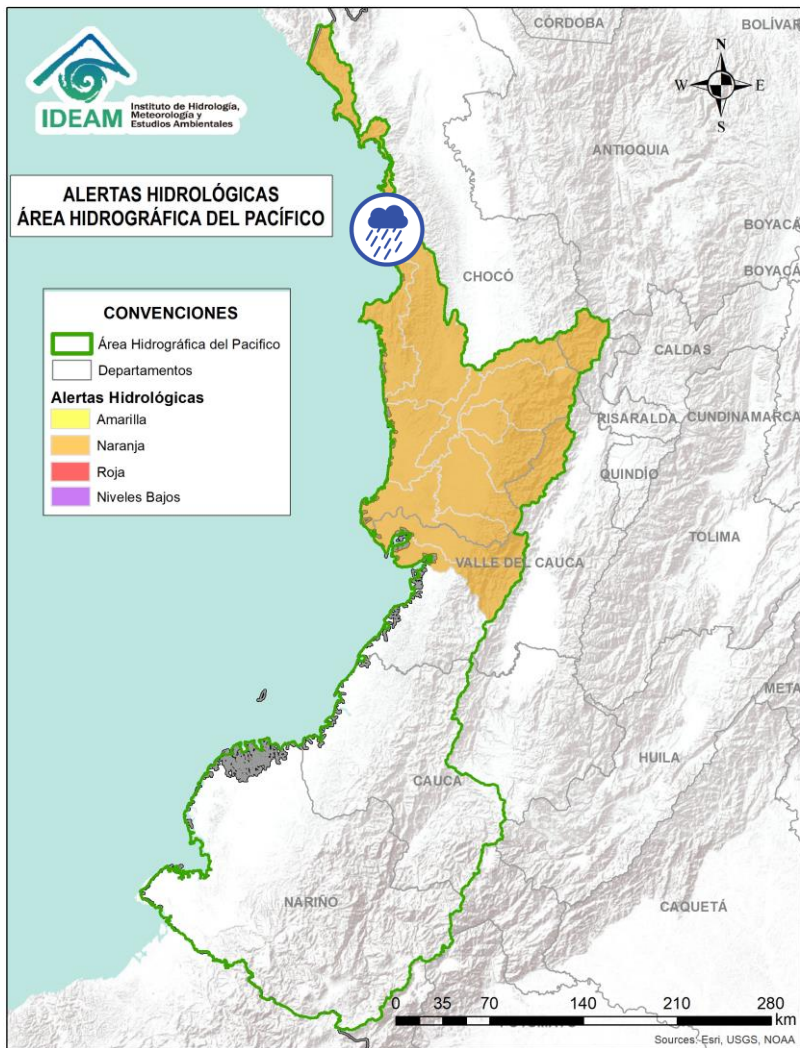 CÓRDOBA
BOLÍVAR
N
W
E
S
IDEAM
Instituto de Hidrología,
Meteorología y
Estudios Ambientales
ANTIOQUIA
ALERTAS HIDROLÓGICAS
ÁREA HIDROGRÁFICA DEL PACÍFICO
BOYACÁ
BOYACÁ
CHOCÓ
CONVENCIONES
Área Hidrográfica del Pacifico
Departamentos
Alertas Hidrológicas
Amarilla
Naranja
Roja
Niveles Bajos
CALDAS
RISARALDA
CUNDINAMARCA
QUINDÍO
TOLIMA
VALLE DEL CAUCA
META
HUILA
CAUCA
NARIÑO
CAQUETÁ
0 35 70 140 210 280
km
Sources: Esri, USGS, NOAA